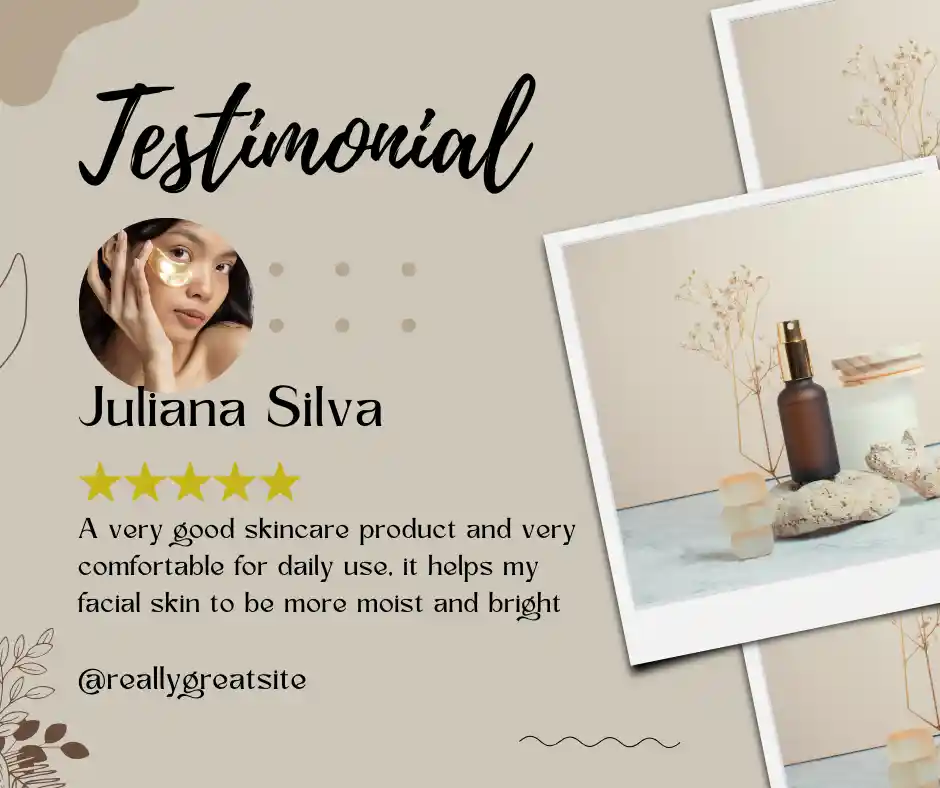 Testimonial
Juliana Silva
A very good skincare product and very
comfortable for daily use, it helps my
facial skin to be more moist and bright
@reallygreatsite